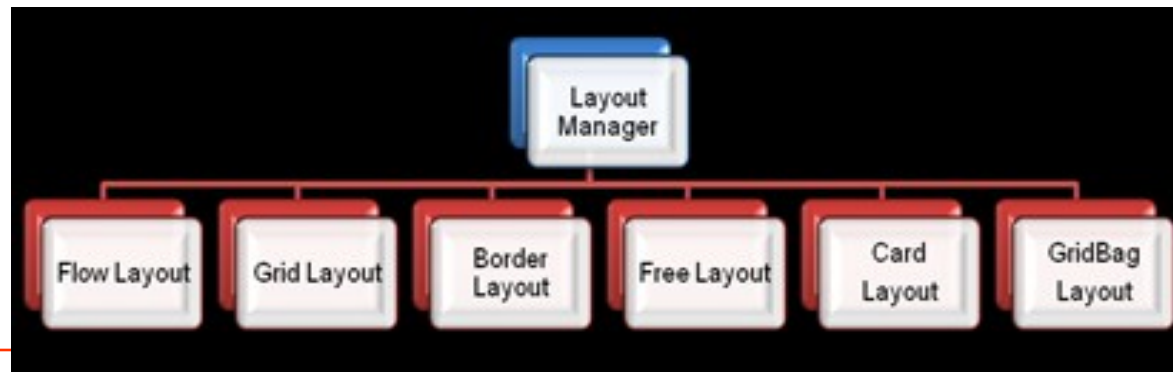 Layout
Manager
Flow Layout
Grid Layout
Border
Layout
Free Layout
Card
Layout
GridBag
Layout